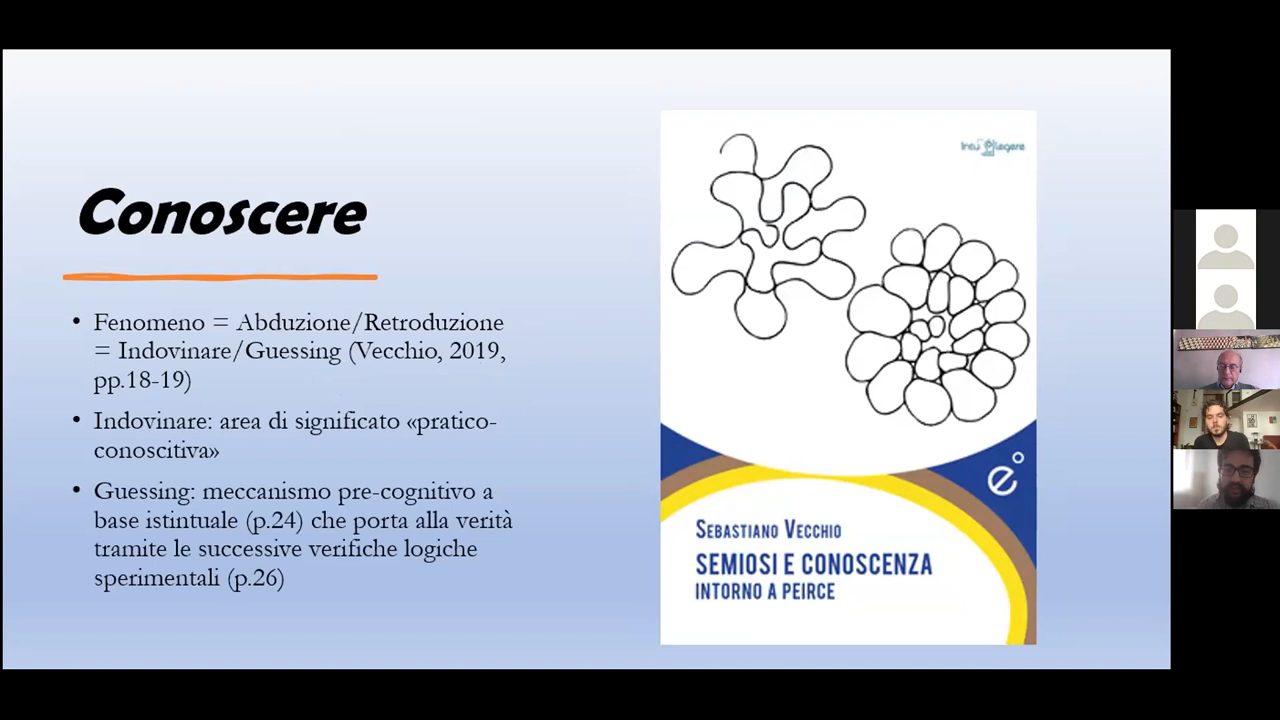 Conoscere
• Fenomeno = Abduzione/Retroduzione
= Indovinare/Guessing (Vecchio, 2019,
pp.18-19)
• Indovinare: area di significato «pratico-
conoscitiva»
• Guessing: meccanismo pre-cognitivo a
base istintuale (p.24) che porta alla verità
tramite le successive verifiche logiche
sperimentali (p.26)
legere
e°
SEBASTIANO VECCHIO
SEMIOSI E CONOSCENZA
INTORNO A PEIRCE